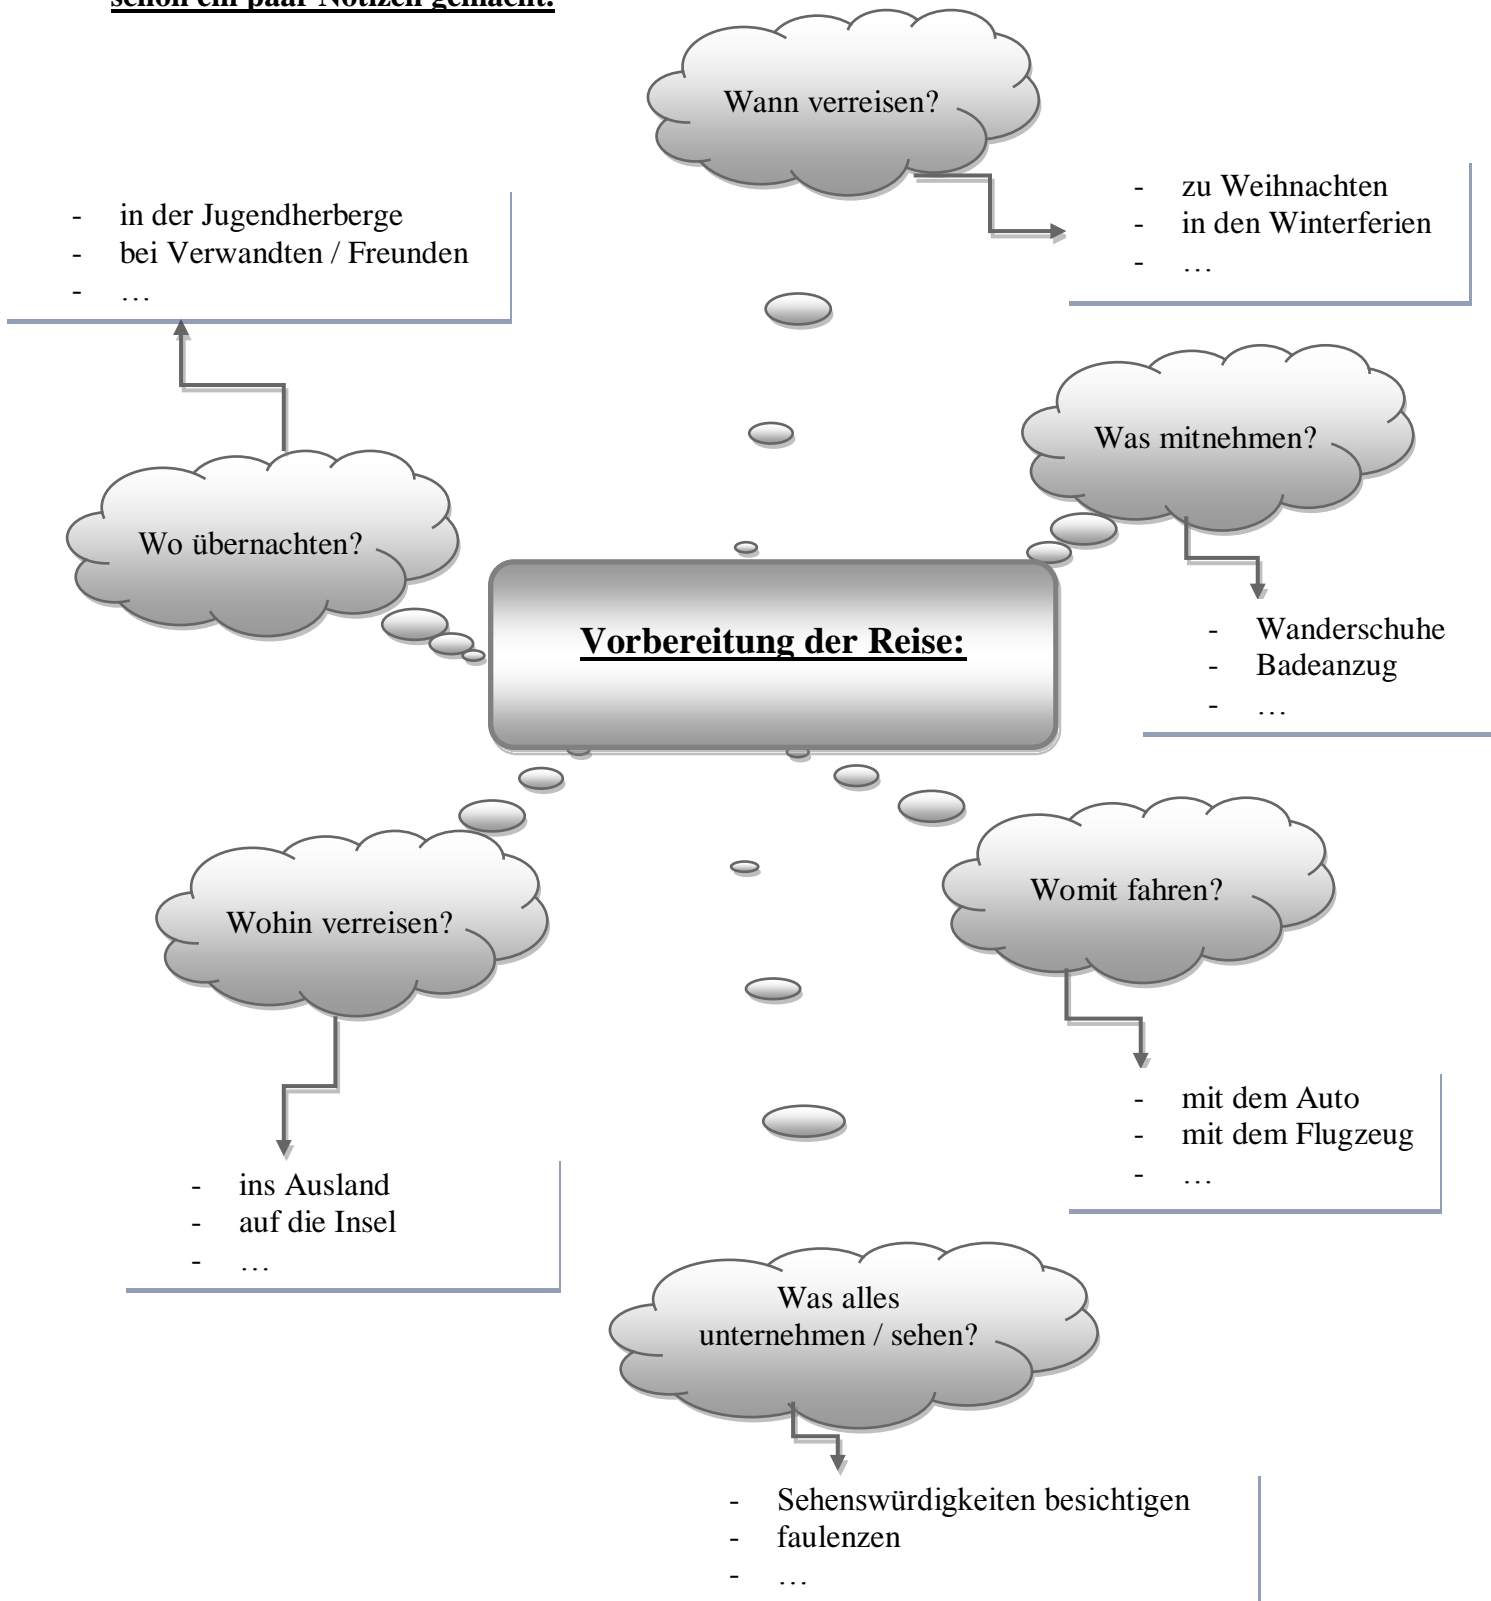 schon ein paar Notizen gemacht:
Wann verreisen?
- zu Weihnachten
- in den Winterferien
- …
- in der Jugendherberge
- bei Verwandten / Freunden
- …
Was mitnehmen?
Wo übernachten?
- Wanderschuhe
- Badeanzug
- …
Vorbereitung der Reise:
Womit fahren?
Wohin verreisen?
- mit dem Auto
- mit dem Flugzeug
- …
- ins Ausland
- auf die Insel
- …
Was alles
unternehmen / sehen?
- Sehenswürdigkeiten besichtigen
- faulenzen
- …